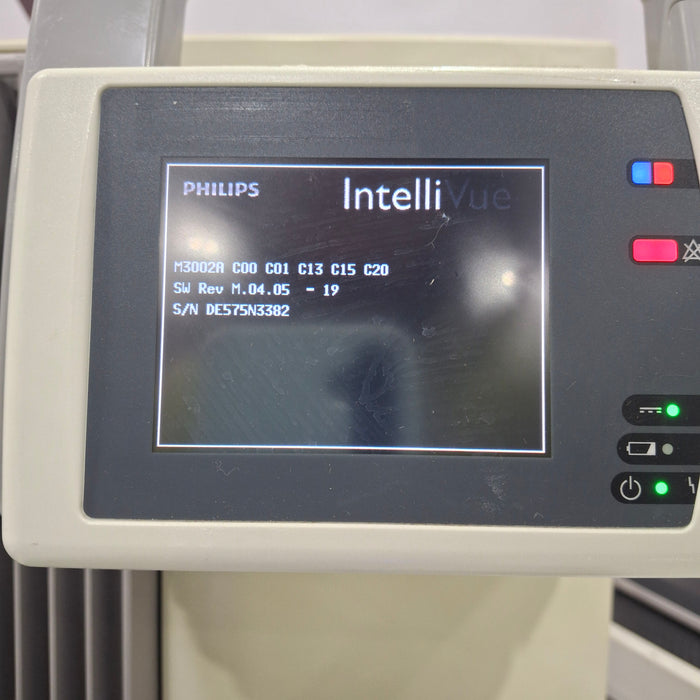 PHILIPS
IntelliVue
M3002A C00 C01 C13 C15 C20
SW Rev M.04.05 - 19
S/N DE575N3382